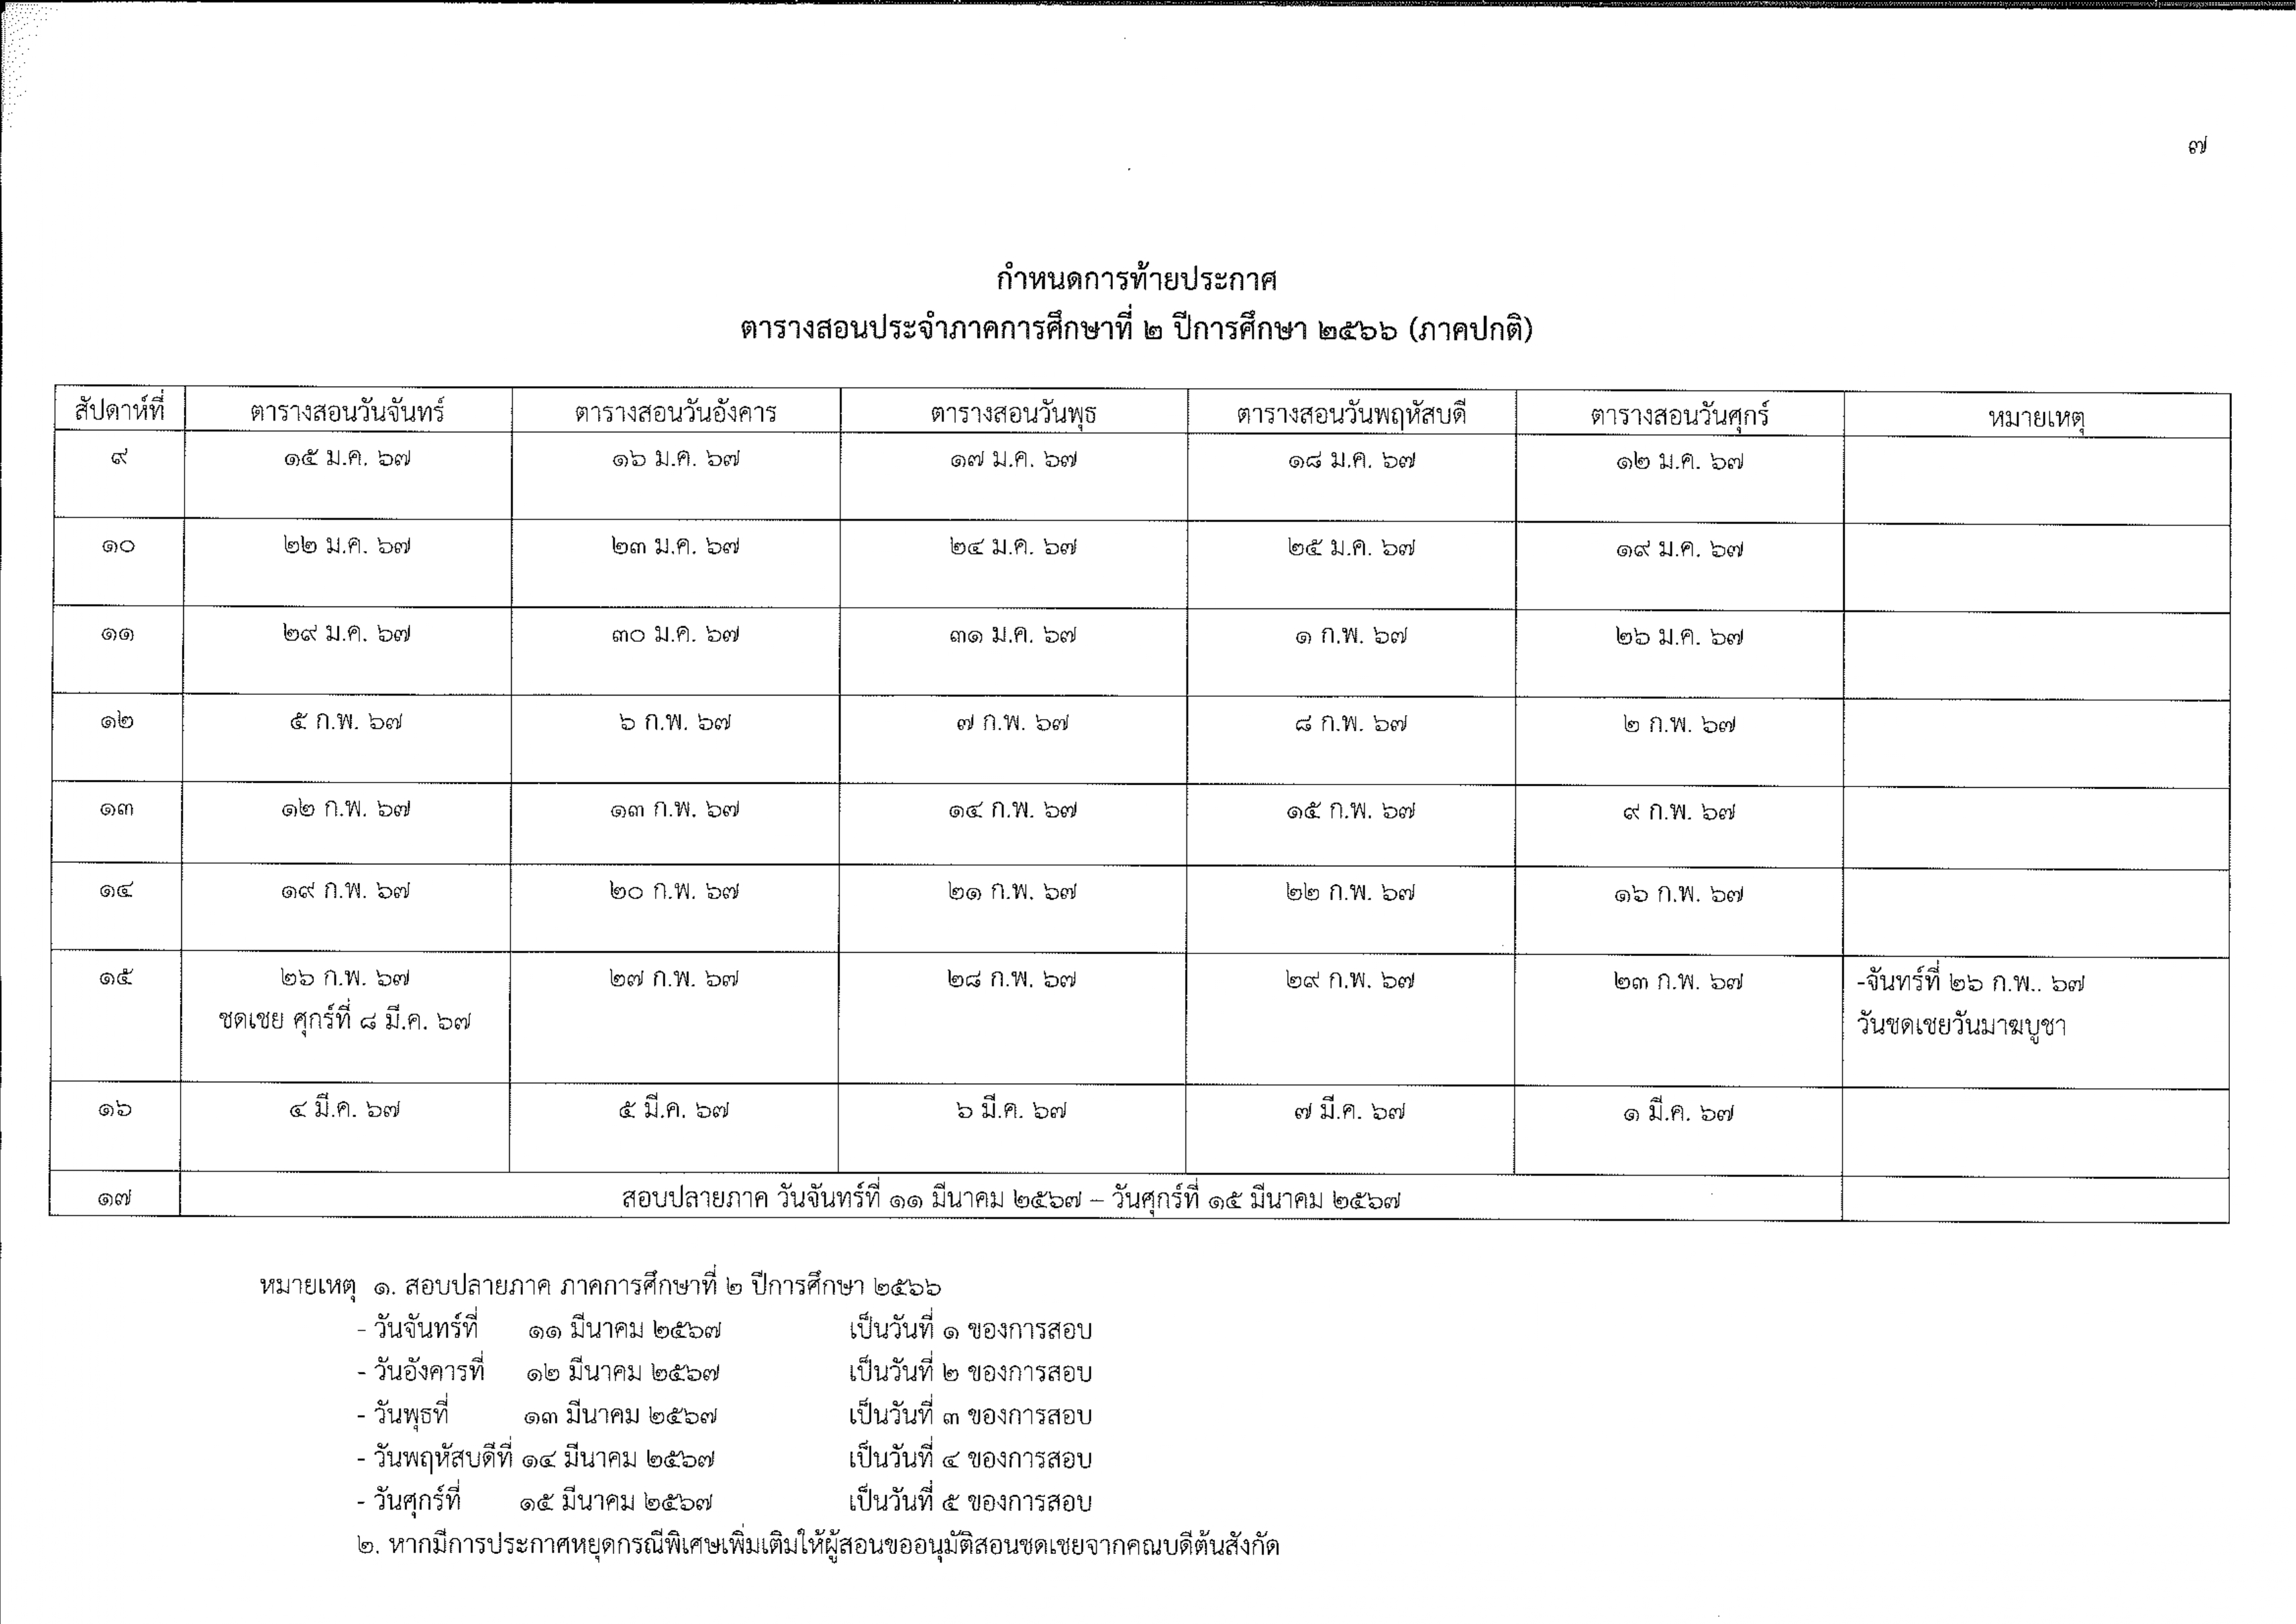 ๗
กำหนดการท้ายประกาศ
ตารางสอนประจำภาคการศึกษาที่ ๒ ปีการศึกษา ๒๕๖๖ (ภาคปกติ)
สัปดาห์ที่ ตารางสอนวันจันทร์ ตารางสอนวันอังคาร ตารางสอนวันพุธ ตารางสอนวันพฤหัสบดี ตารางสอนวันศุกร์ หมายเหตุ
๙ ๑๕ ม.ค. ๖๗ ๑๖ ม.ค. ๖๗ ๑๗ ม.ค. ๖๗ ๑๘ ม.ค. ๖๗ ๑๒ ม.ค. ๖๗
๑๐ ๒๒ ม.ค. ๖๗ ๒๓ ม.ค. ๖๗ ๒๔ ม.ค. ๖๗ ๒๕ ม.ค. ๖๗ ๑๙ ม.ค. ๖๗
๑๑ ๒๙ ม.ค. ๖๗ ๓๐ ม.ค. ๖๗ ๓๑ ม.ค. ๖๗ ๑ ก.พ. ๖๗ ๒๖ ม.ค. ๖๗
๑๒ ๕ ก.พ. ๖๗ ๖ ก.พ. ๖๗ ๗ ก.พ. ๖๗ ๘ ก.พ. ๖๗ ๒ ก.พ. ๖๗
๑๓ ๑๒ ก.พ. ๖๗ ๑๓ ก.พ. ๖๗ ๑๔ ก.พ. ๖๗ ๑๕ ก.พ. ๖๗ ๙ ก.พ. ๖๗
๑๔ ๑๙ ก.พ. ๖๗ ๒๐ ก.พ. ๖๗ ๒๑ ก.พ. ๖๗ ๒๒ ก.พ. ๖๗ ๑๖ ก.พ. ๖๗
๑๕ ๒๖ ก.พ. ๖๗ ๒๗ ก.พ. ๖๗ ๒๘ ก.พ. ๖๗ ๒๙ ก.พ. ๖๗ ๒๓ ก.พ. ๖๗ -จันทร์ที่ ๒๖ ก.พ.. ๖๗
ชดเชย ศุกร์ที่ ๘ มี.ค. ๖๗ วันชดเชยวันมาฆบูชา
๑๖ ๔ มี.ค. ๖๗ ๕ มี.ค. ๖๗ ๖ มี.ค. ๖๗ ๗ มี.ค. ๖๗ ๑ มี.ค. ๖๗
๑๗ สอบปลายภาค วันจันทร์ที่ ๑๑ มีนาคม ๒๕๖๗ – วันศุกร์ที่ ๑๕ มีนาคม ๒๕๖๗
หมายเหตุ ๑. สอบปลายภาค ภาคการศึกษาที่ ๒ ปีการศึกษา ๒๕๖๖
- วันจันทร์ที่ ๑๑ มีนาคม ๒๕๖๗ เป็นวันที่ ๑ ของการสอบ
- วันอังคารที่ ๑๒ มีนาคม ๒๕๖๗ เป็นวันที่ ๒ ของการสอบ
- วันพุธที่ ๑๓ มีนาคม ๒๕๖๗ เป็นวันที่ ๓ ของการสอบ
- วันพฤหัสบดีที่ ๑๔ มีนาคม ๒๕๖๗ เป็นวันที่ ๔ ของการสอบ
- วันศุกร์ที่ ๑๕ มีนาคม ๒๕๖๗ เป็นวันที่ ๕ ของการสอบ
๒. หากมีการประกาศหยุดกรณีพิเศษเพิ่มเติมให้ผู้สอนขออนุมัติสอนชดเชยจากคณบดีต้นสังกัด